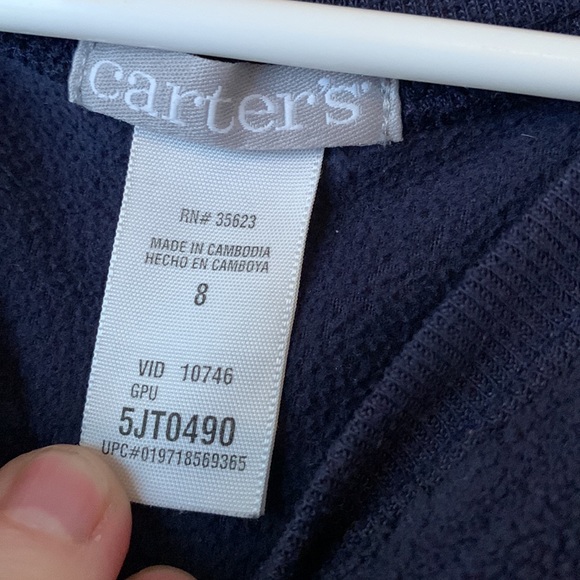 carter's
RN# 35623
MADE IN CAMBODIA
HECHO EN CAMBOYA
8
VID 10746
GPU
5JT0490
UPC#019718569365